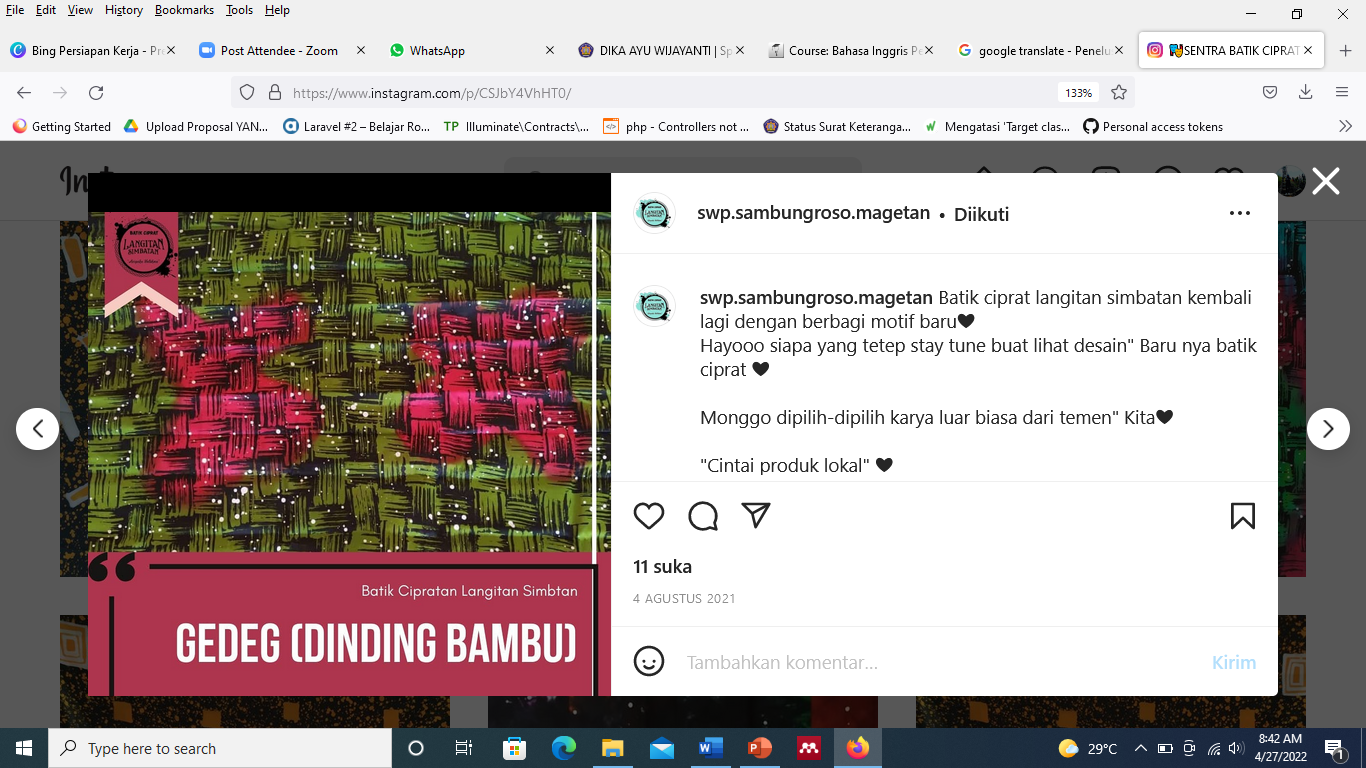 File Edit View History Bookmarks Tools Help
Bing Persiapan Kerja - Pre
Post Attendee - Zoom
WhatsApp
DIKA AYU WIJAYANTI | Sp
Course: Bahasa Inggris Pe
google translate - Penelu
SENTRA BATIK CIPRAT
https://www.instagram.com/p/CSJbY4VhHT0/
133%
Getting Started
Upload Proposal YAN...
Laravel #2 – Belajar Ro...
Illuminate\Contracts\...
php - Controllers not ...
Status Surat Keteranga...
Mengatasi 'Target clas...
Personal access tokens
BATIK CIPRAT
LANGITAN
SIMBATAN
Batik Cipratan Langitan Simbtan
GEDEG (DINDING BAMBU)
swp.sambungroso.magetan • Diikuti
swp.sambungroso.magetan Batik ciprat langitan simbatan kembali
lagi dengan berbagi motif baru🖤
Hayooo siapa yang tetep stay tune buat lihat desain" Baru nya batik
ciprat 🖤
Monggo dipilih-dipilih karya luar biasa dari temen" Kita🖤
"Cintai produk lokal" 🖤
11 suka
4 AGUSTUS 2021
Tambahkan komentar...
Kirim
Type here to search
29°C
8:42 AM
4/27/2022
1